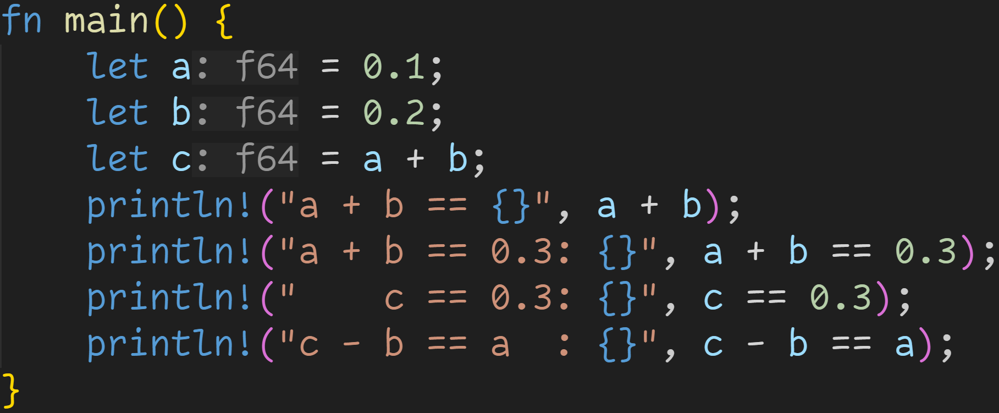 fn main() {
    let a: f64 = 0.1;
    let b: f64 = 0.2;
    let c: f64 = a + b;
    println!("a + b == {}", a + b);
    println!("a + b == 0.3: {}", a + b == 0.3);
    println!("    c == 0.3: {}", c == 0.3);
    println!("c - b == a  : {}", c - b == a);
}